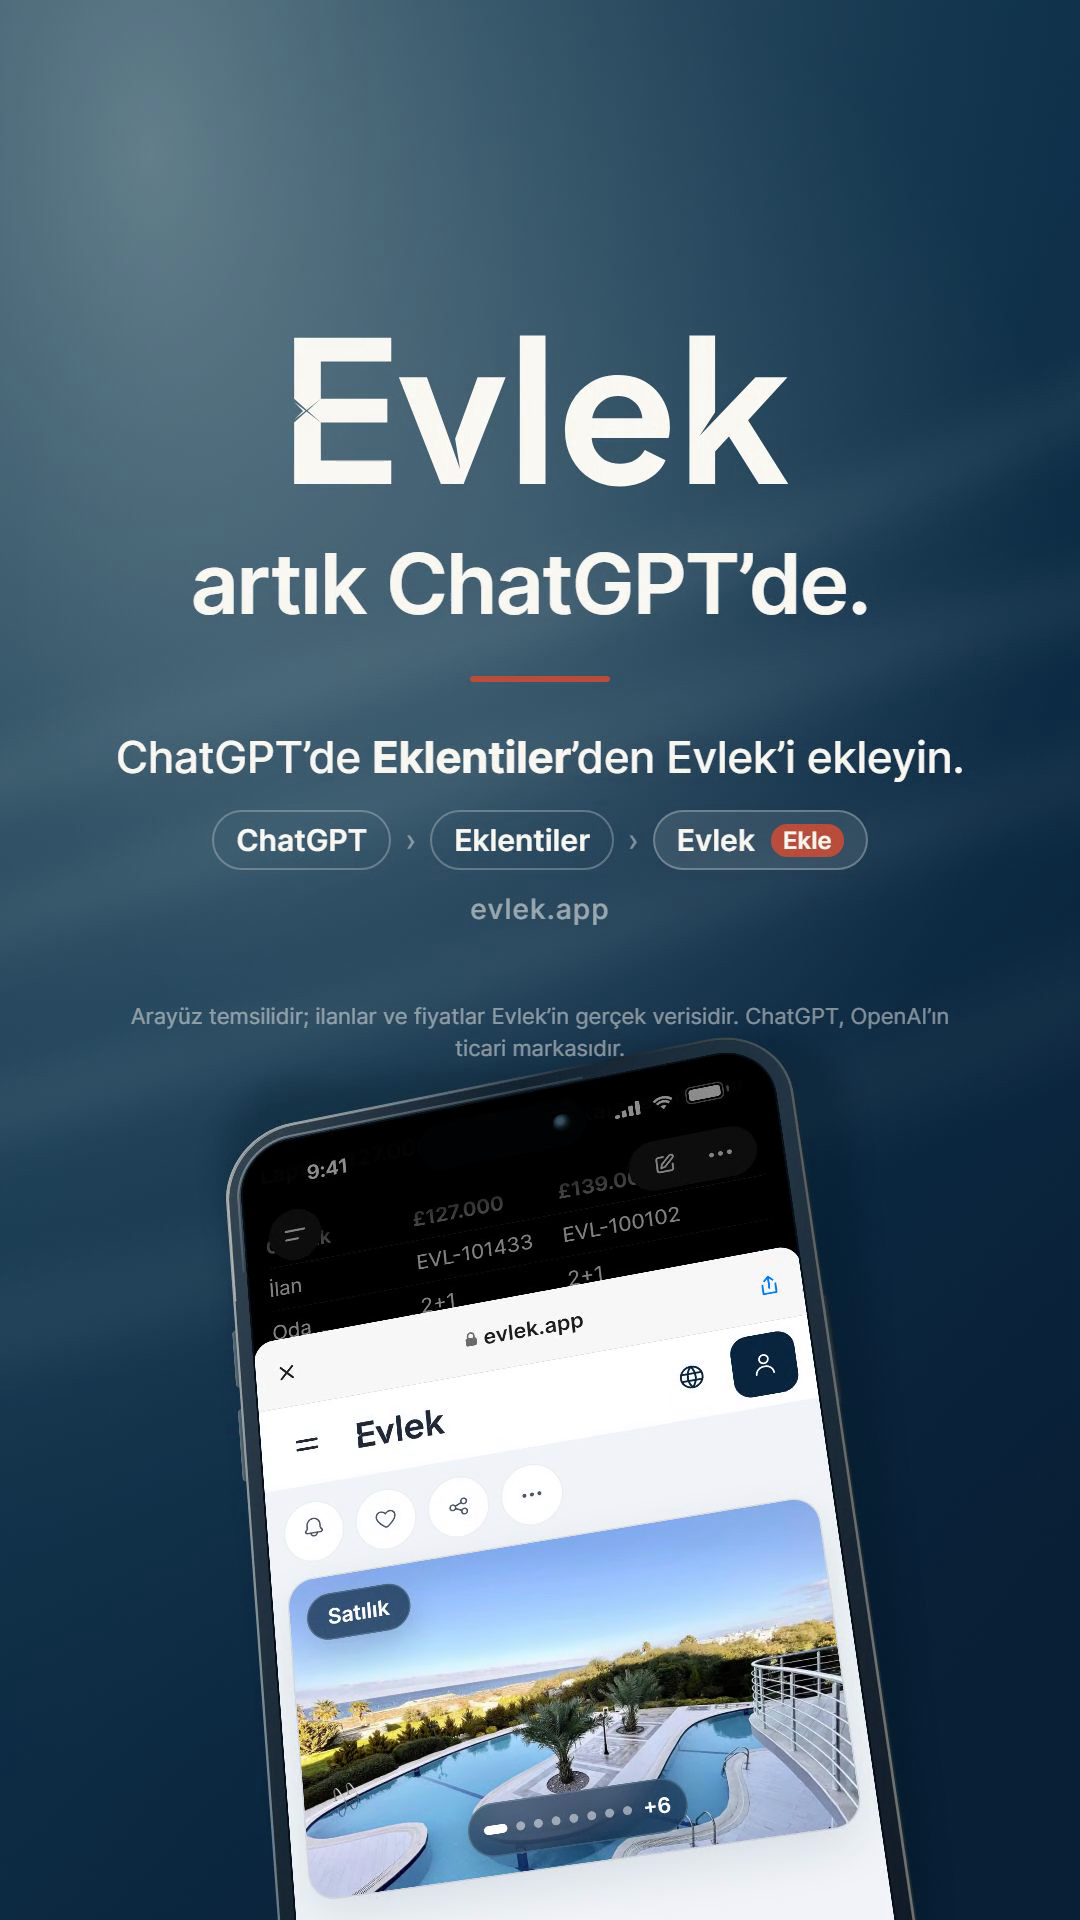 Evlek
artık ChatGPT’de.
ChatGPT’de Eklentiler’den Evlek’i ekleyin.
ChatGPT › Eklentiler › Evlek Ekle
evlek.app
Arayüz temsilidir; ilanlar ve fiyatlar Evlek’in gerçek verisidir. ChatGPT, OpenAI’ın
ticari markasıdır.
9:41
£127.000 £139.00
İlan EVL-101433 EVL-100102
Oda 2+1 2+1
evlek.app
Evlek
Satılık
+6